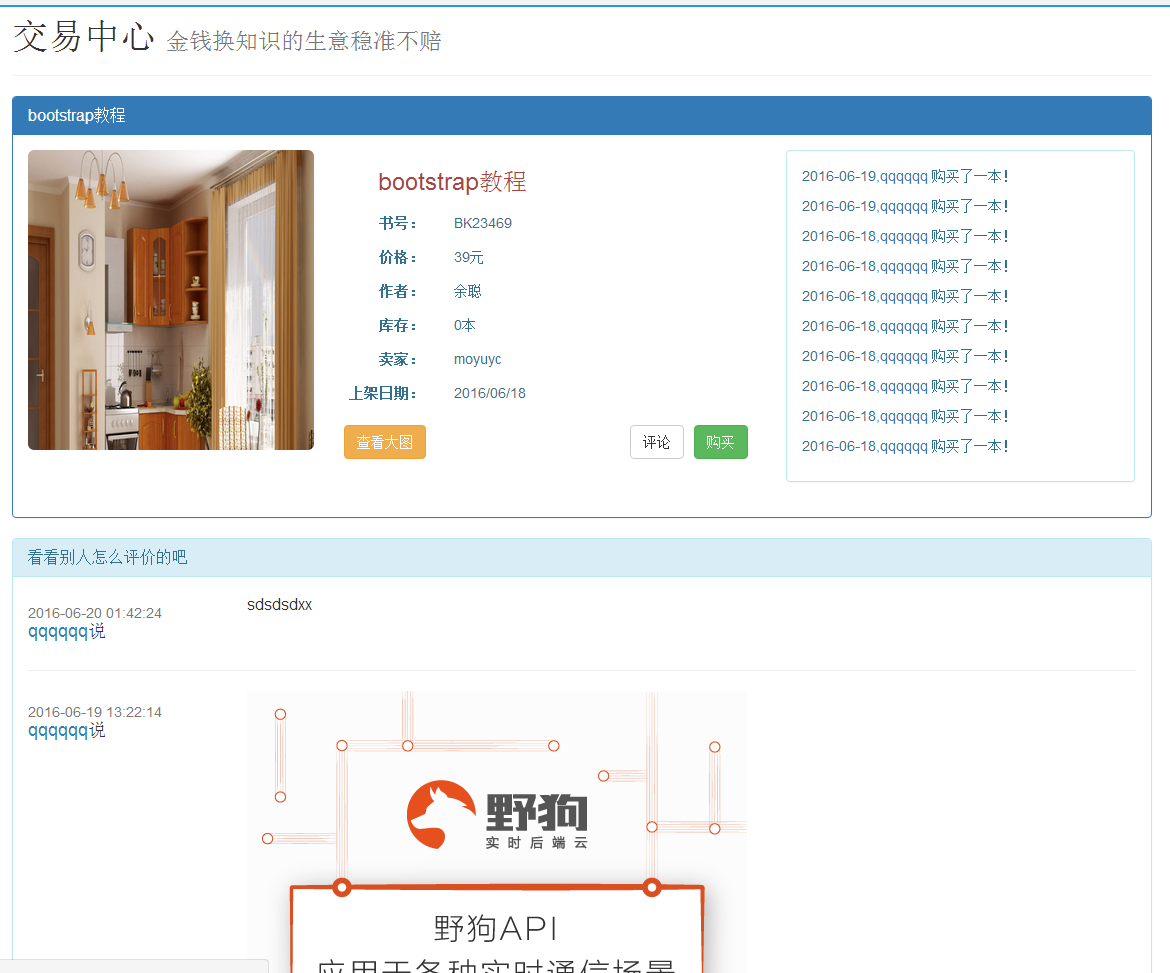 交易中心 金钱换知识的生意稳准不赔
bootstrap教程
bootstrap教程
书号： BK23469
价格： 39元
作者： 余聪
库存： 0本
卖家： moyuyc
上架日期： 2016/06/18
查看大图 评论 购买
2016-06-19,qqqqqq 购买了一本!
2016-06-19,qqqqqq 购买了一本!
2016-06-18,qqqqqq 购买了一本!
2016-06-18,qqqqqq 购买了一本!
2016-06-18,qqqqqq 购买了一本!
2016-06-18,qqqqqq 购买了一本!
2016-06-18,qqqqqq 购买了一本!
2016-06-18,qqqqqq 购买了一本!
2016-06-18,qqqqqq 购买了一本!
2016-06-18,qqqqqq 购买了一本!
看看别人怎么评价的吧
2016-06-20 01:42:24
qqqqqq说
sdsdsdxx
2016-06-19 13:22:14
qqqqqq说
野狗
实时后端云
野狗API
应用于各种实时通信场景